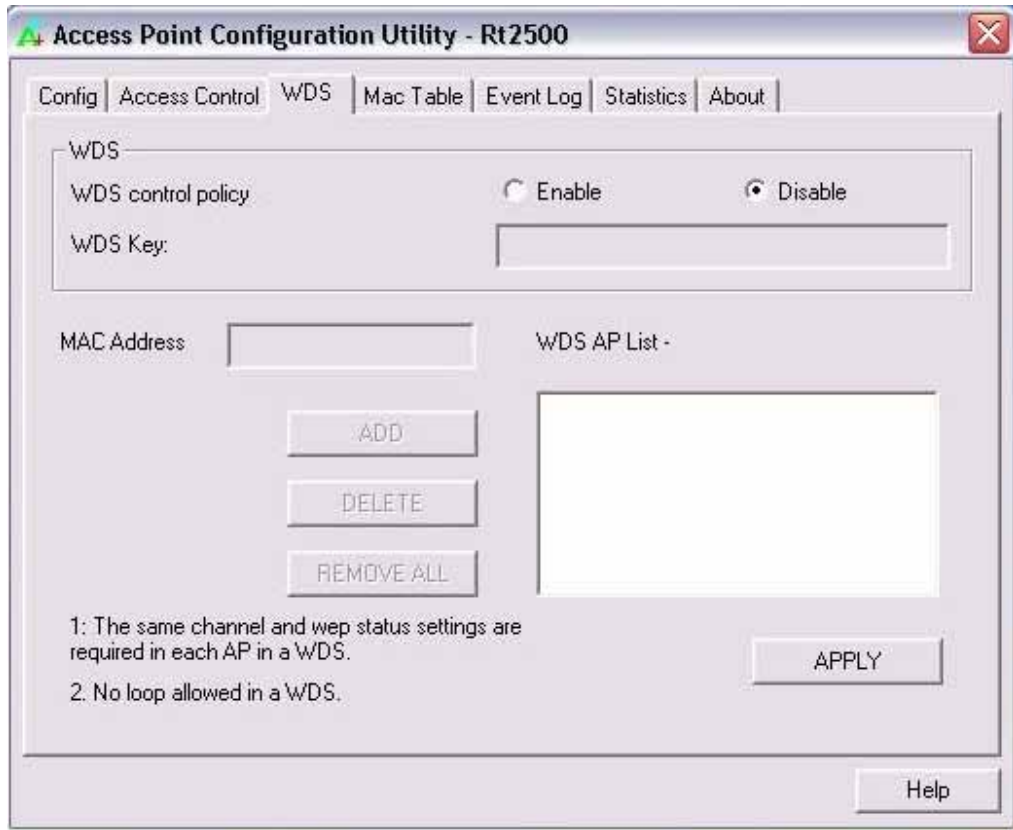 Access Point Configuration Utility - Rt2500
Config Access Control WDS Mac Table Event Log Statistics About
WDS
WDS control policy Enable Disable
WDS Key:
MAC Address WDS AP List -
ADD
DELETE
REMOVE ALL
1: The same channel and wep status settings are
required in each AP in a WDS.
APPLY
2. No loop allowed in a WDS.
Help